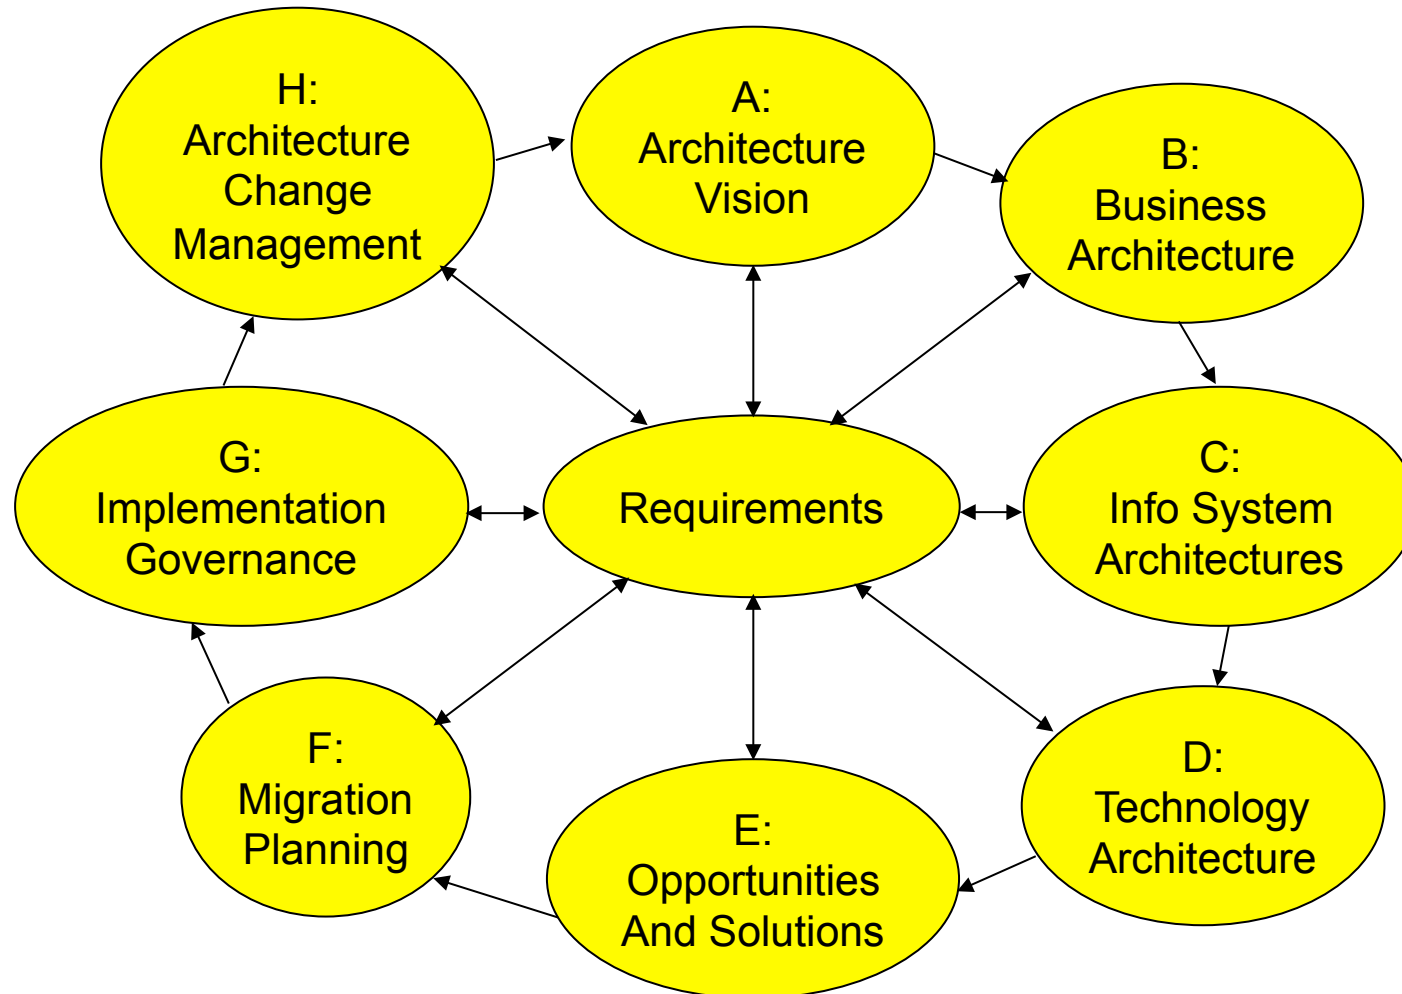 H:
Architecture
Change
Management
A:
Architecture
Vision
B:
Business
Architecture
G:
Implementation
Governance
Requirements
C:
Info System
Architectures
F:
Migration
Planning
E:
Opportunities
And Solutions
D:
Technology
Architecture